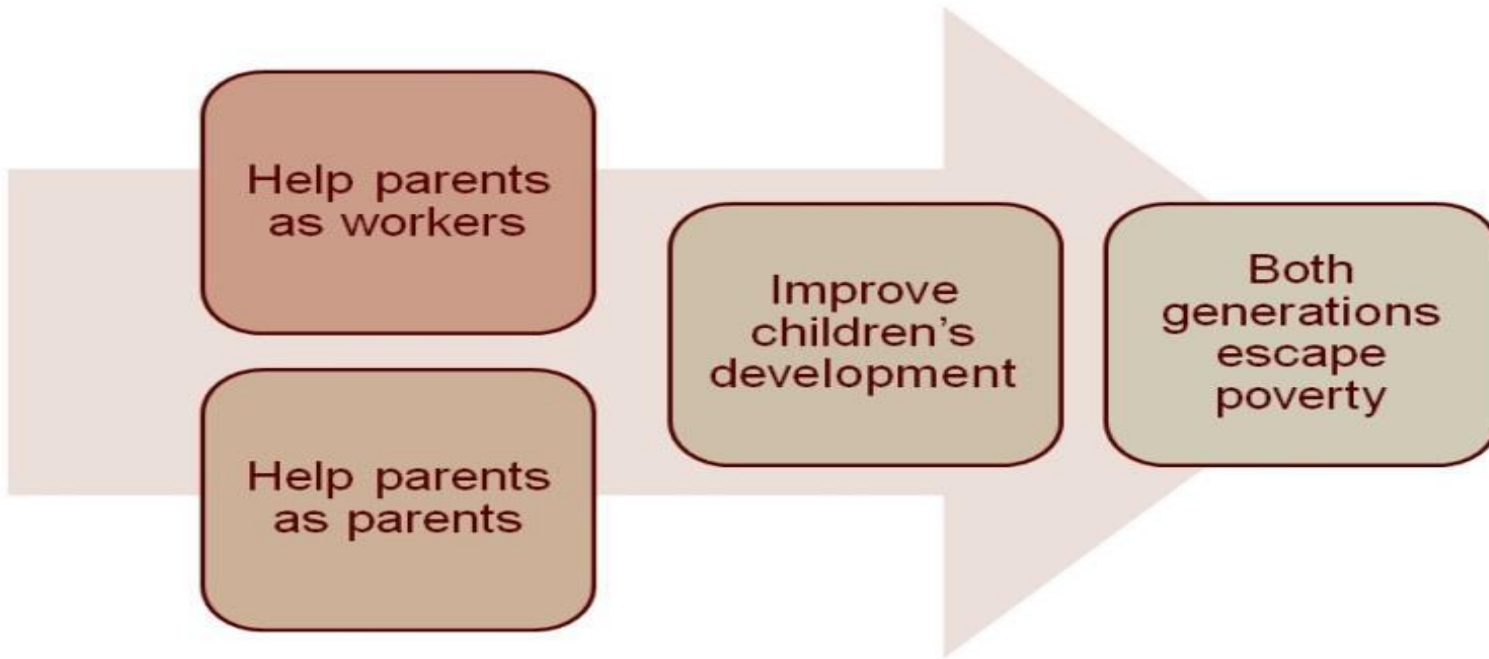 Help parents
as workers
Help parents
as parents
Improve
children’s
development
Both
generations
escape
poverty